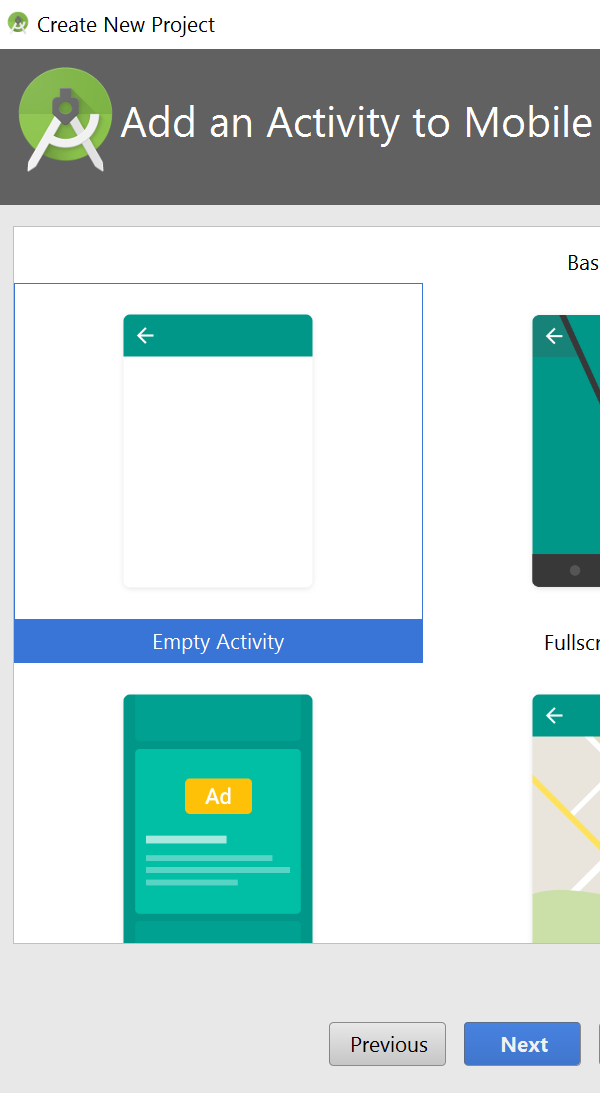 Create New Project
Add an Activity to Mobile
Bas
Empty Activity
Fullscr
Ad
Previous
Next